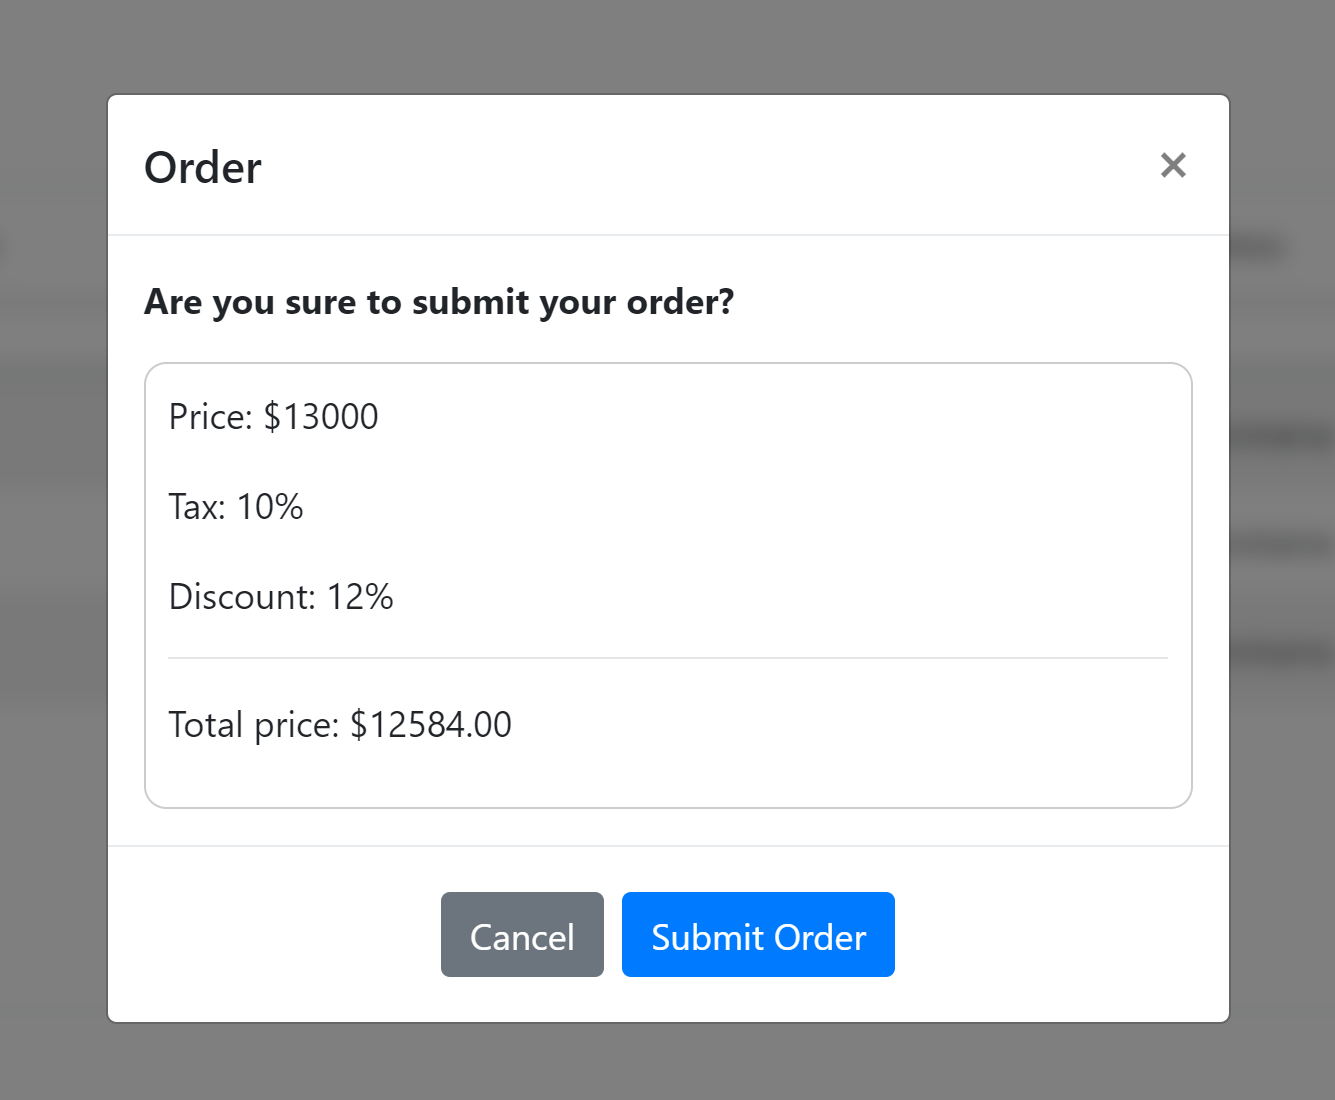 Order
×
Are you sure to submit your order?
Price: $13000
Tax: 10%
Discount: 12%
Total price: $12584.00
Cancel
Submit Order